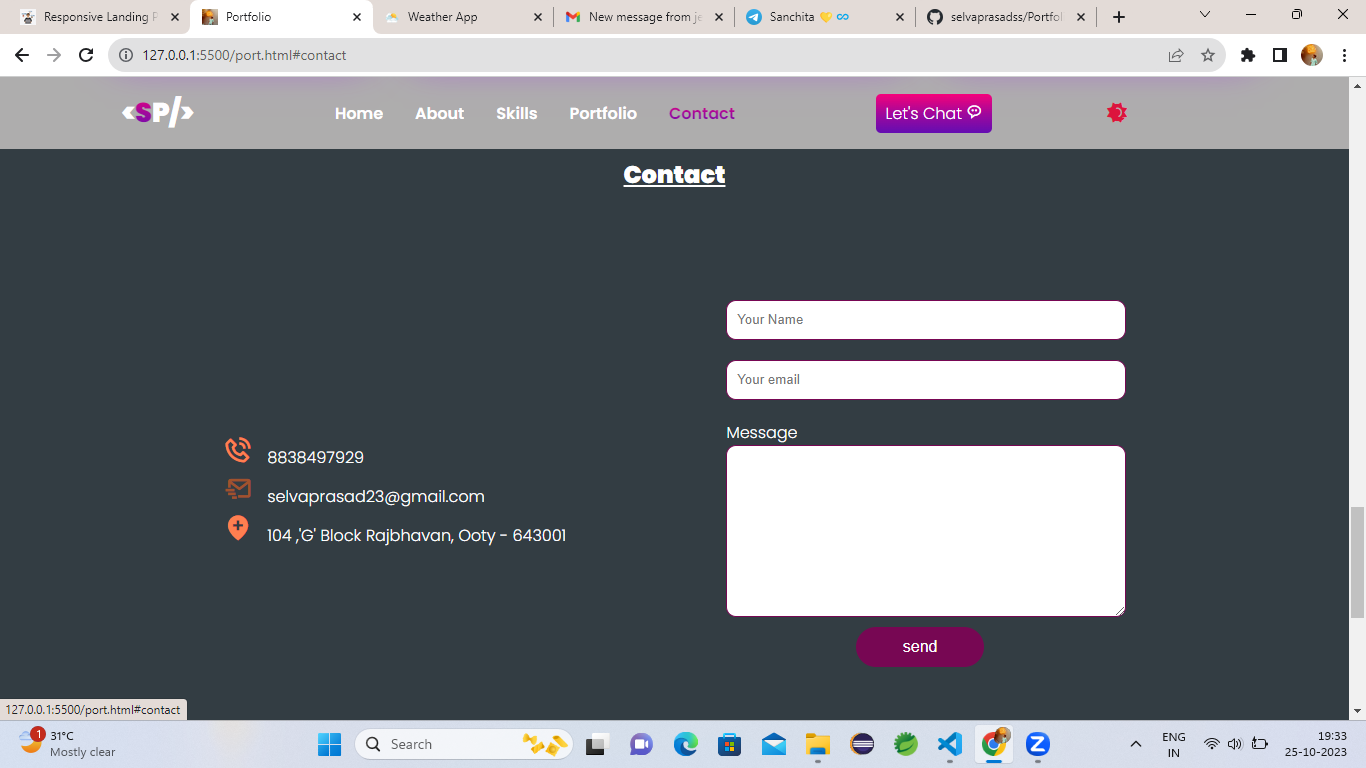 Responsive Landing P
Portfolio
Weather App
New message from je
Sanchita
selvaprasadss/Portfol
127.0.0.1:5500/port.html#contact
<SP/>
Home About Skills Portfolio Contact
Let's Chat
Contact
Your Name
Your email
Message
8838497929
selvaprasad23@gmail.com
104 ,'G' Block Rajbhavan, Ooty - 643001
send
127.0.0.1:5500/port.html#contact
1
31°C
Mostly clear
Search
ENG
IN
19:33
25-10-2023